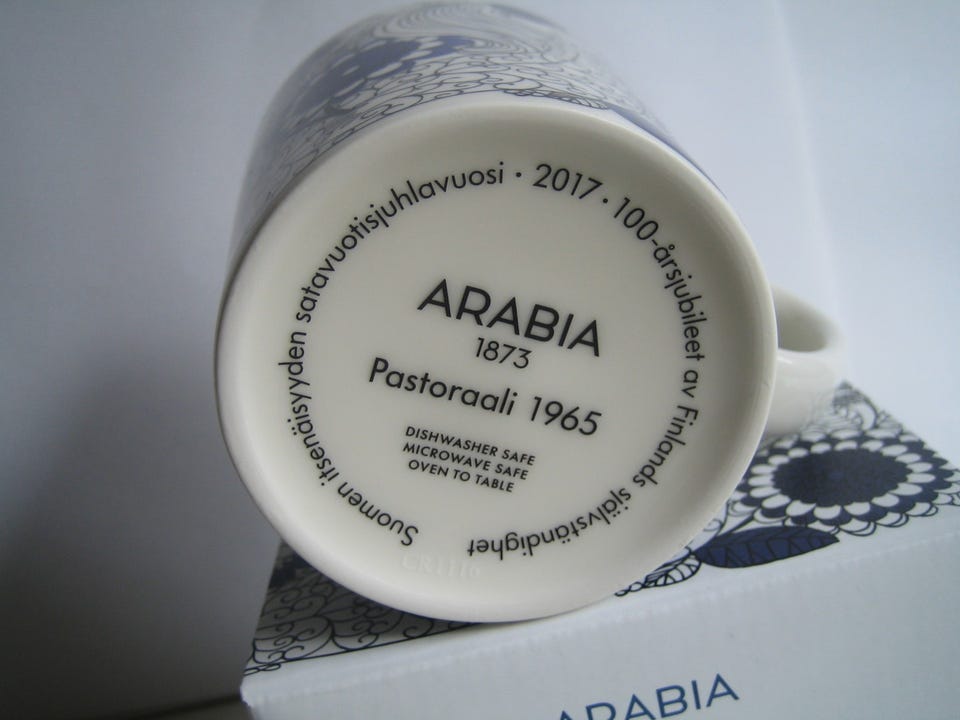 Suomen itsenäisyyden satavuotisjuhlavuosi · 2017 · 100-årsjubileet av Finlands självständighet
ARABIA
1873
Pastoraali 1965
DISHWASHER SAFE
MICROWAVE SAFE
OVEN TO TABLE
CR1116
ARABIA